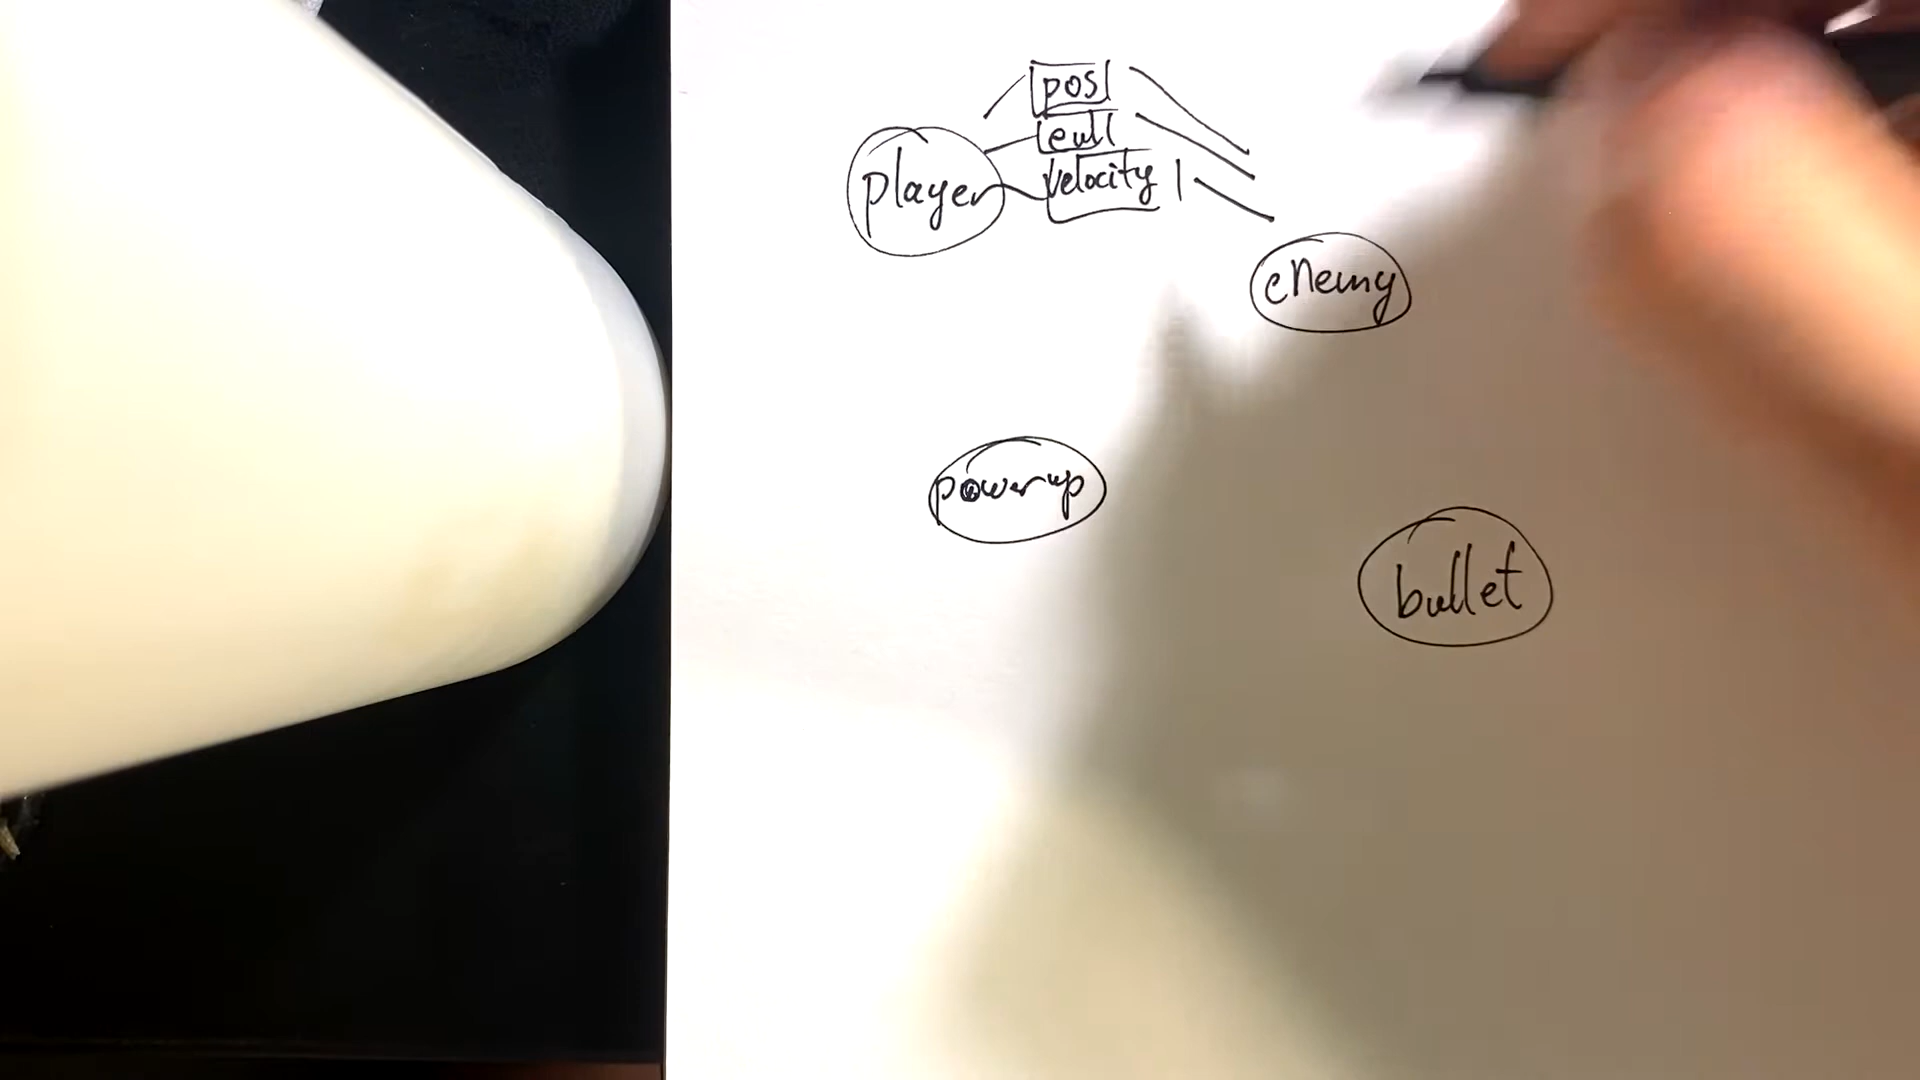 pos
player
velocity
enemy
powerup
bullet